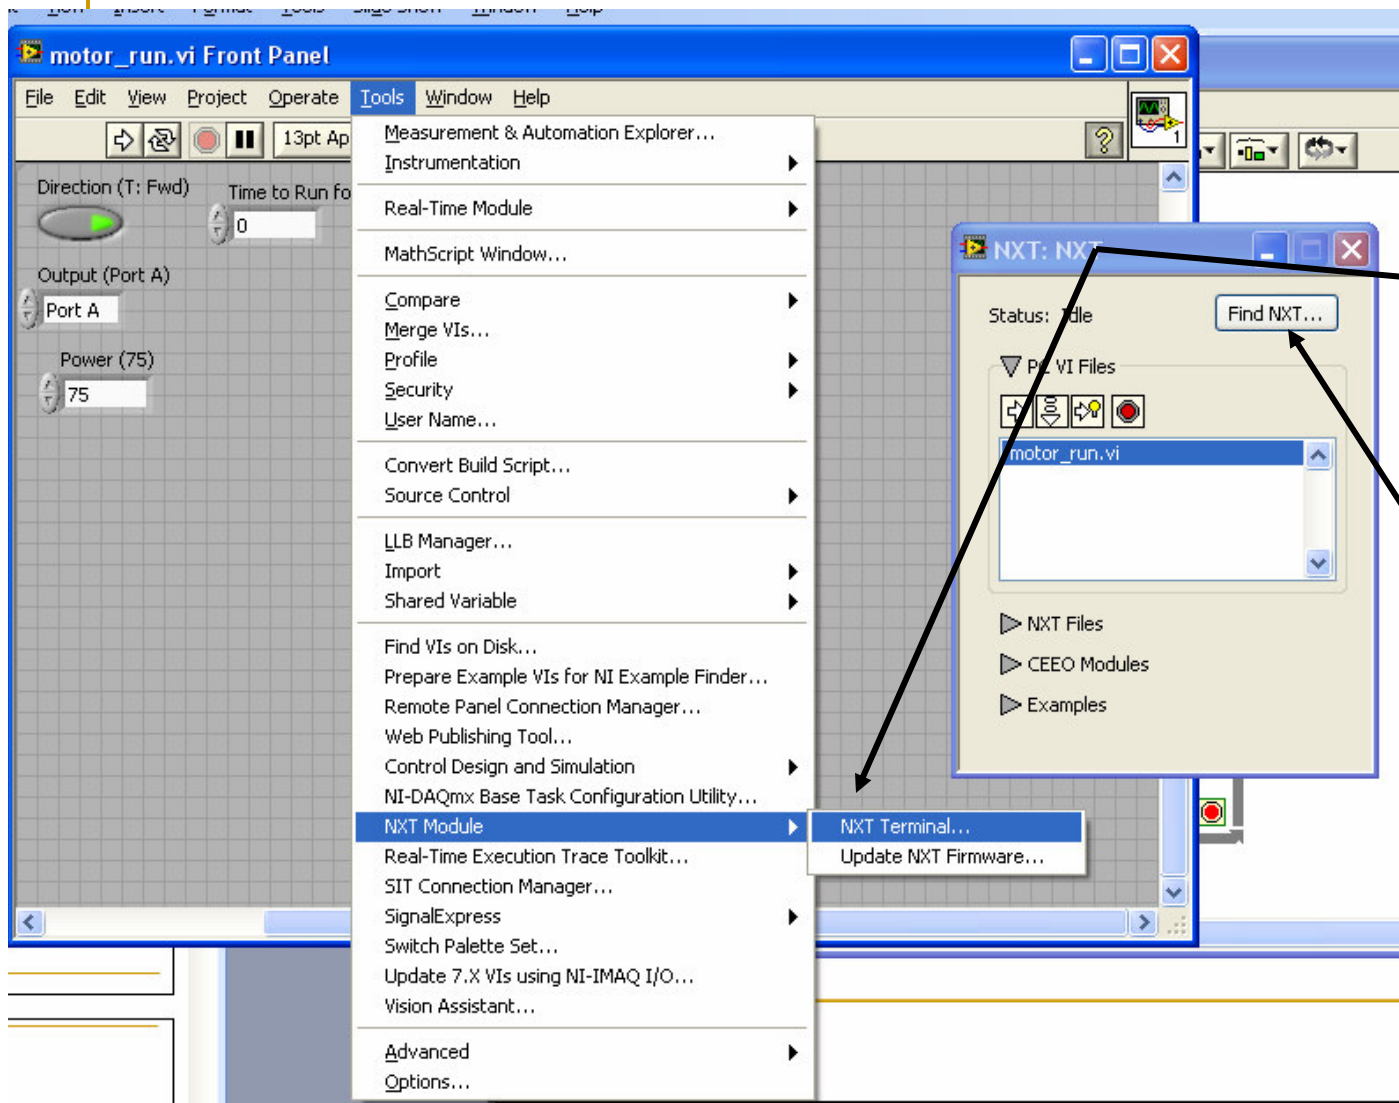 Tools
Slide Show
Window
Help
motor_run.vi Front Panel
File Edit View Project Operate Tools Window Help
13pt Ap
1
Direction (T: Fwd)
Time to Run fo
0
Output (Port A)
Port A
Power (75)
75
Measurement & Automation Explorer...
Instrumentation
Real-Time Module
MathScript Window...
Compare
Merge VIs...
Profile
Security
User Name...
Convert Build Script...
Source Control
LLB Manager...
Import
Shared Variable
Find VIs on Disk...
Prepare Example VIs for NI Example Finder...
Remote Panel Connection Manager...
Web Publishing Tool...
Control Design and Simulation
NI-DAQmx Base Task Configuration Utility...
NXT Module
Real-Time Execution Trace Toolkit...
SIT Connection Manager...
SignalExpress
Switch Palette Set...
Update 7.X VIs using NI-IMAQ I/O...
Vision Assistant...
Advanced
Options...
NXT Terminal...
Update NXT Firmware...
NXT: NXT
Status: Idle
Find NXT...
PC VI Files
motor_run.vi
NXT Files
CEEO Modules
Examples